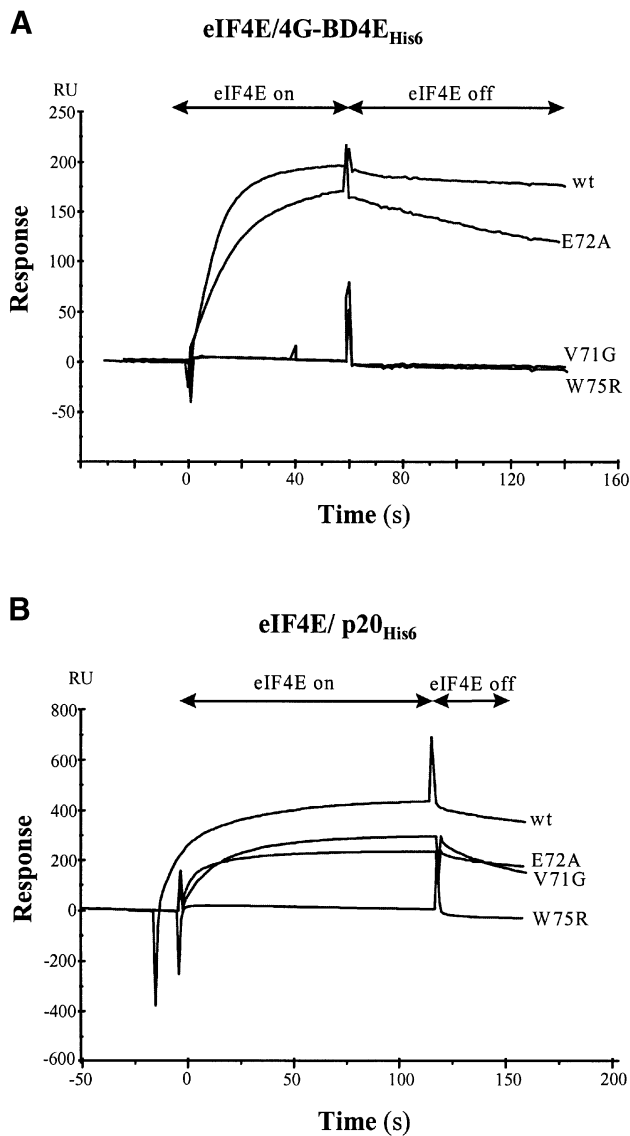 A
eIF4E/4G-BD4EHis6
RU
eIF4E on
eIF4E off
250
200
150
100
50
0
-50
Response
wt
E72A
V71G
W75R
0
40
80
120
160
Time (s)
B
eIF4E/ p20His6
RU
eIF4E on
eIF4E off
800
600
400
200
0
-200
-400
-600
Response
wt
E72A
V71G
W75R
-50
0
50
100
150
200
Time (s)